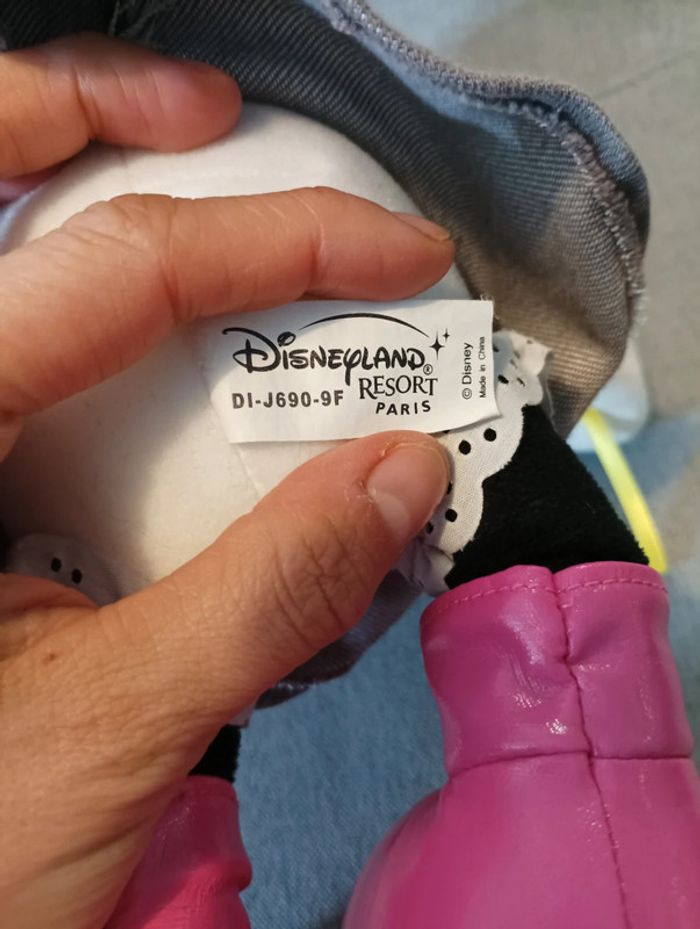 DISNEYLAND®
RESORT
DI-J690-9F PARIS
© Disney
Made in China